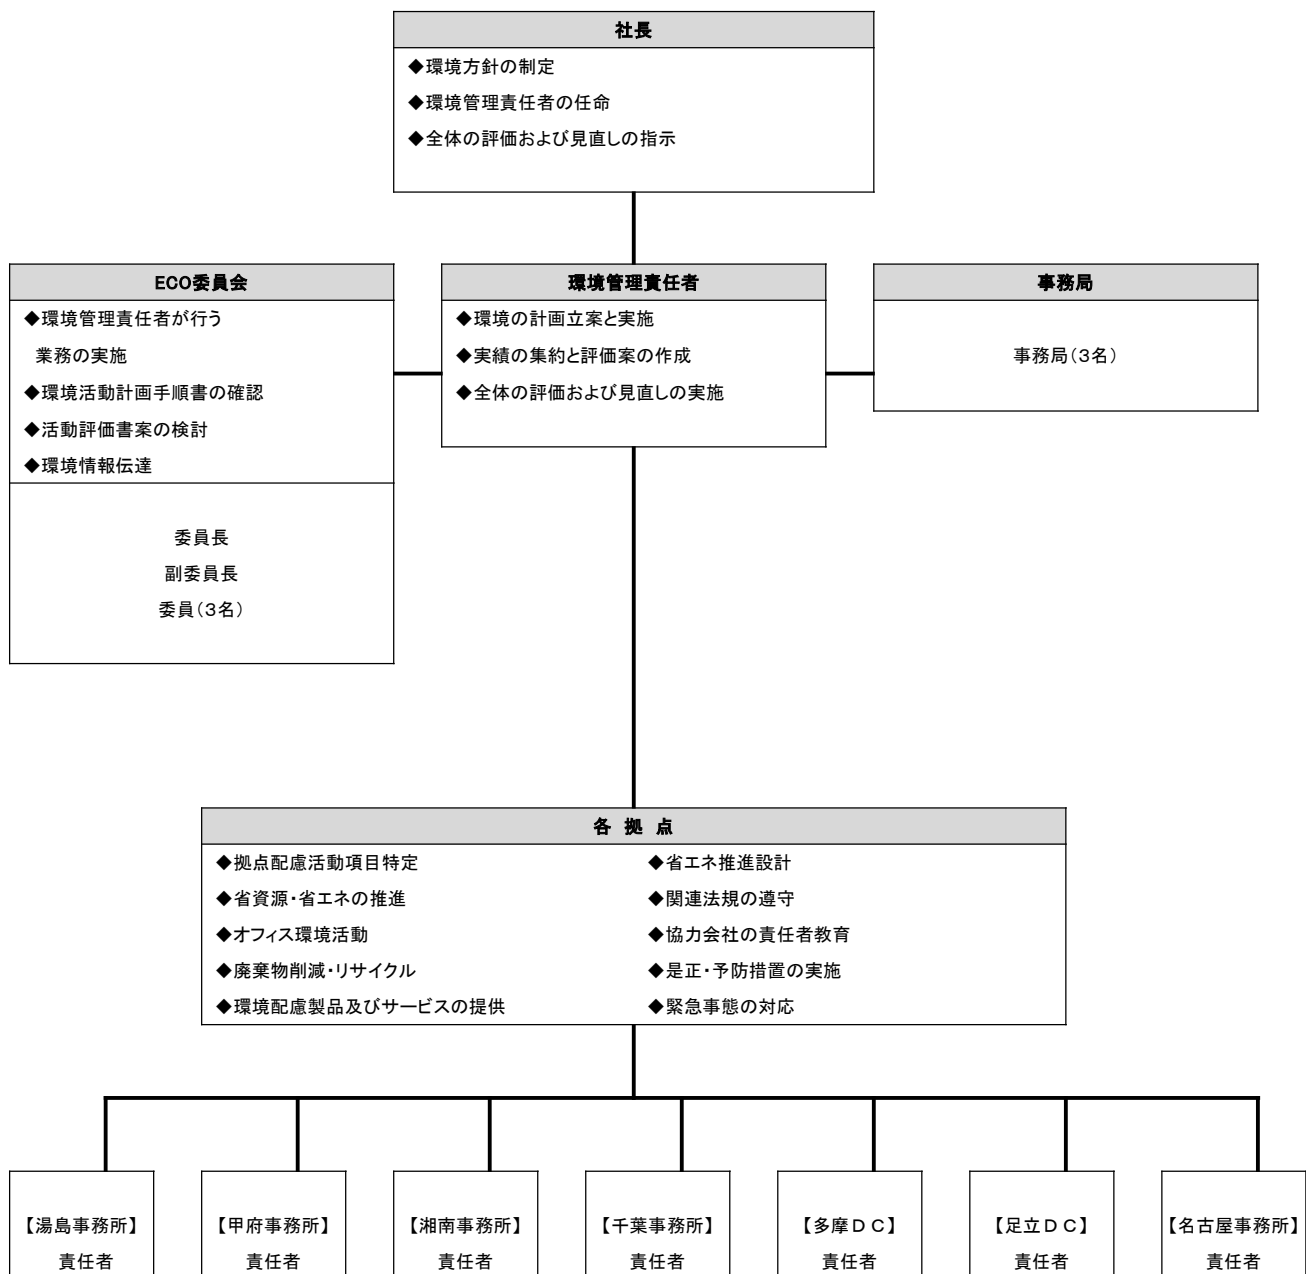 社長
◆環境方針の制定
◆環境管理責任者の任命
◆全体の評価および見直しの指示
ECO委員会
◆環境管理責任者が行う
業務の実施
◆環境活動計画手順書の確認
◆活動評価書案の検討
◆環境情報伝達
委員長
副委員長
委員(3名)
環境管理責任者
◆環境の計画立案と実施
◆実績の集約と評価案の作成
◆全体の評価および見直しの実施
事務局
事務局(3名)
各 拠 点
◆拠点配慮活動項目特定
◆省資源・省エネの推進
◆オフィス環境活動
◆廃棄物削減・リサイクル
◆環境配慮製品及びサービスの提供
◆省エネ推進設計
◆関連法規の遵守
◆協力会社の責任者教育
◆是正・予防措置の実施
◆緊急事態の対応
【湯島事務所】
責任者
【甲府事務所】
責任者
【湘南事務所】
責任者
【千葉事務所】
責任者
【多摩DC】
責任者
【足立DC】
責任者
【名古屋事務所】
責任者